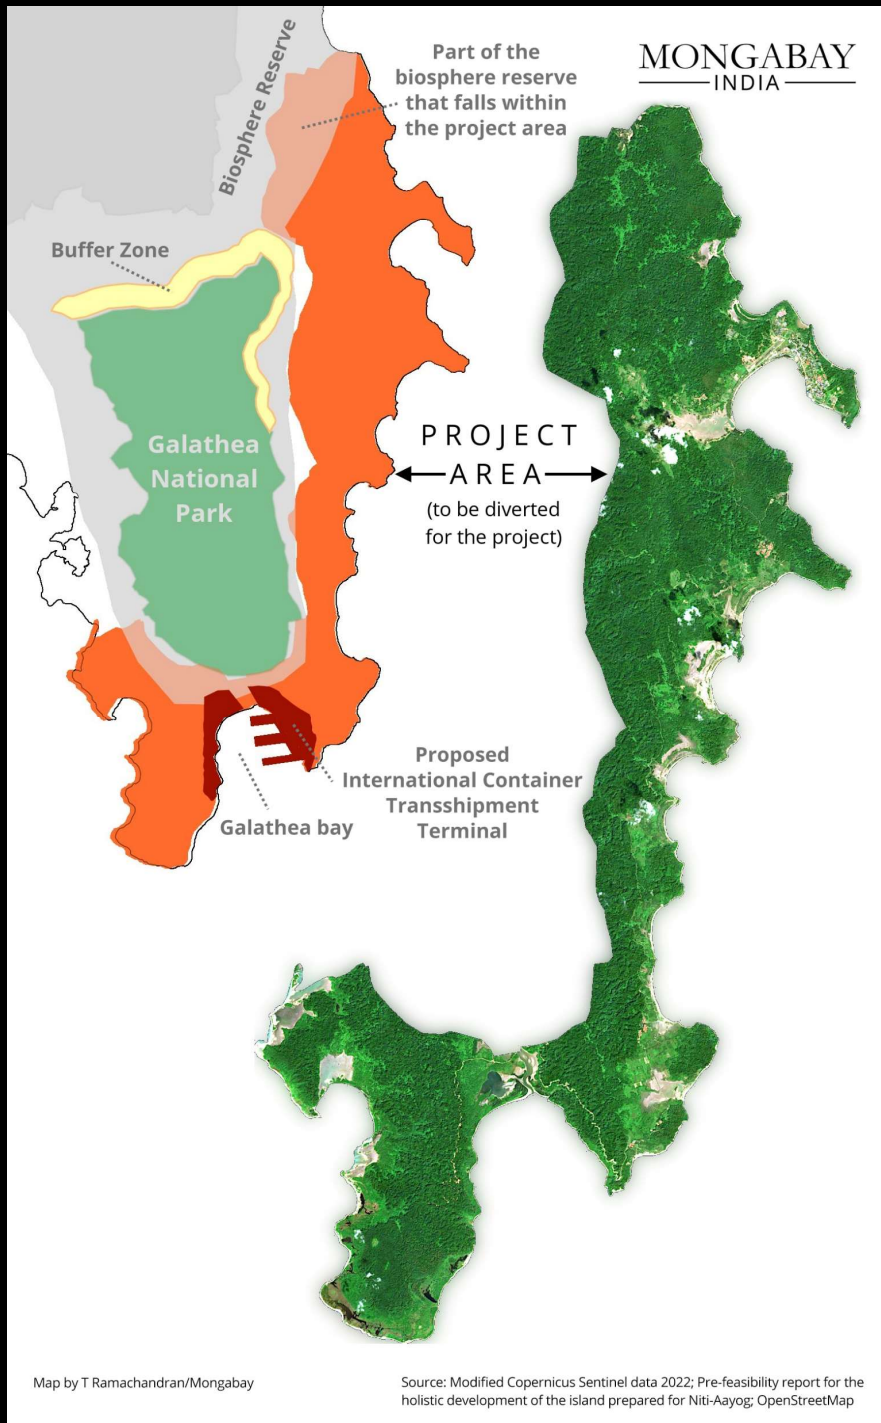 MONGABAY
INDIA
Part of the
biosphere reserve
that falls within
the project area
Biosphere Reserve
Buffer Zone
Galathea
National
Park
PROJECT
AREA
(to be diverted
for the project)
Proposed
International Container
Transshipment
Terminal
Galathea bay
Map by T Ramachandran/Mongabay
Source: Modified Copernicus Sentinel data 2022; Pre-feasibility report for the
holistic development of the island prepared for Niti-Aayog; OpenStreetMap